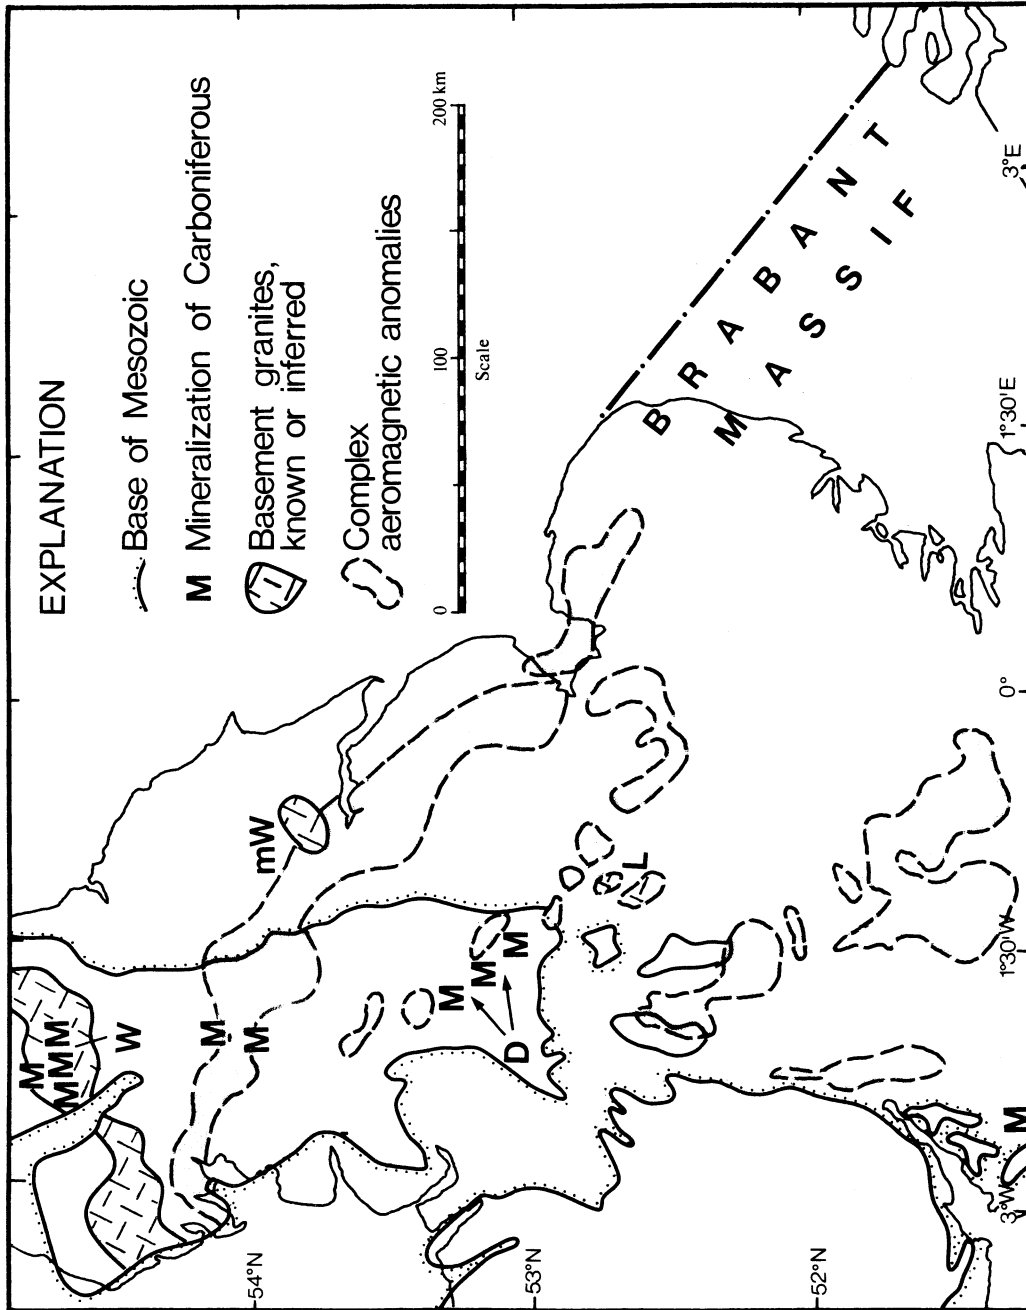 EXPLANATION
Base of Mesozoic
M Mineralization of Carboniferous
Basement granites,
known or inferred
Complex
aeromagnetic anomalies
0 100 200 km
Scale
M
M M M
M
W
mW
M
M
M
M
M
D
L
M
BRABANT
MASSIF
54°N
53°N
52°N
3°W
1°30'W
0°
1°30'E
3°E